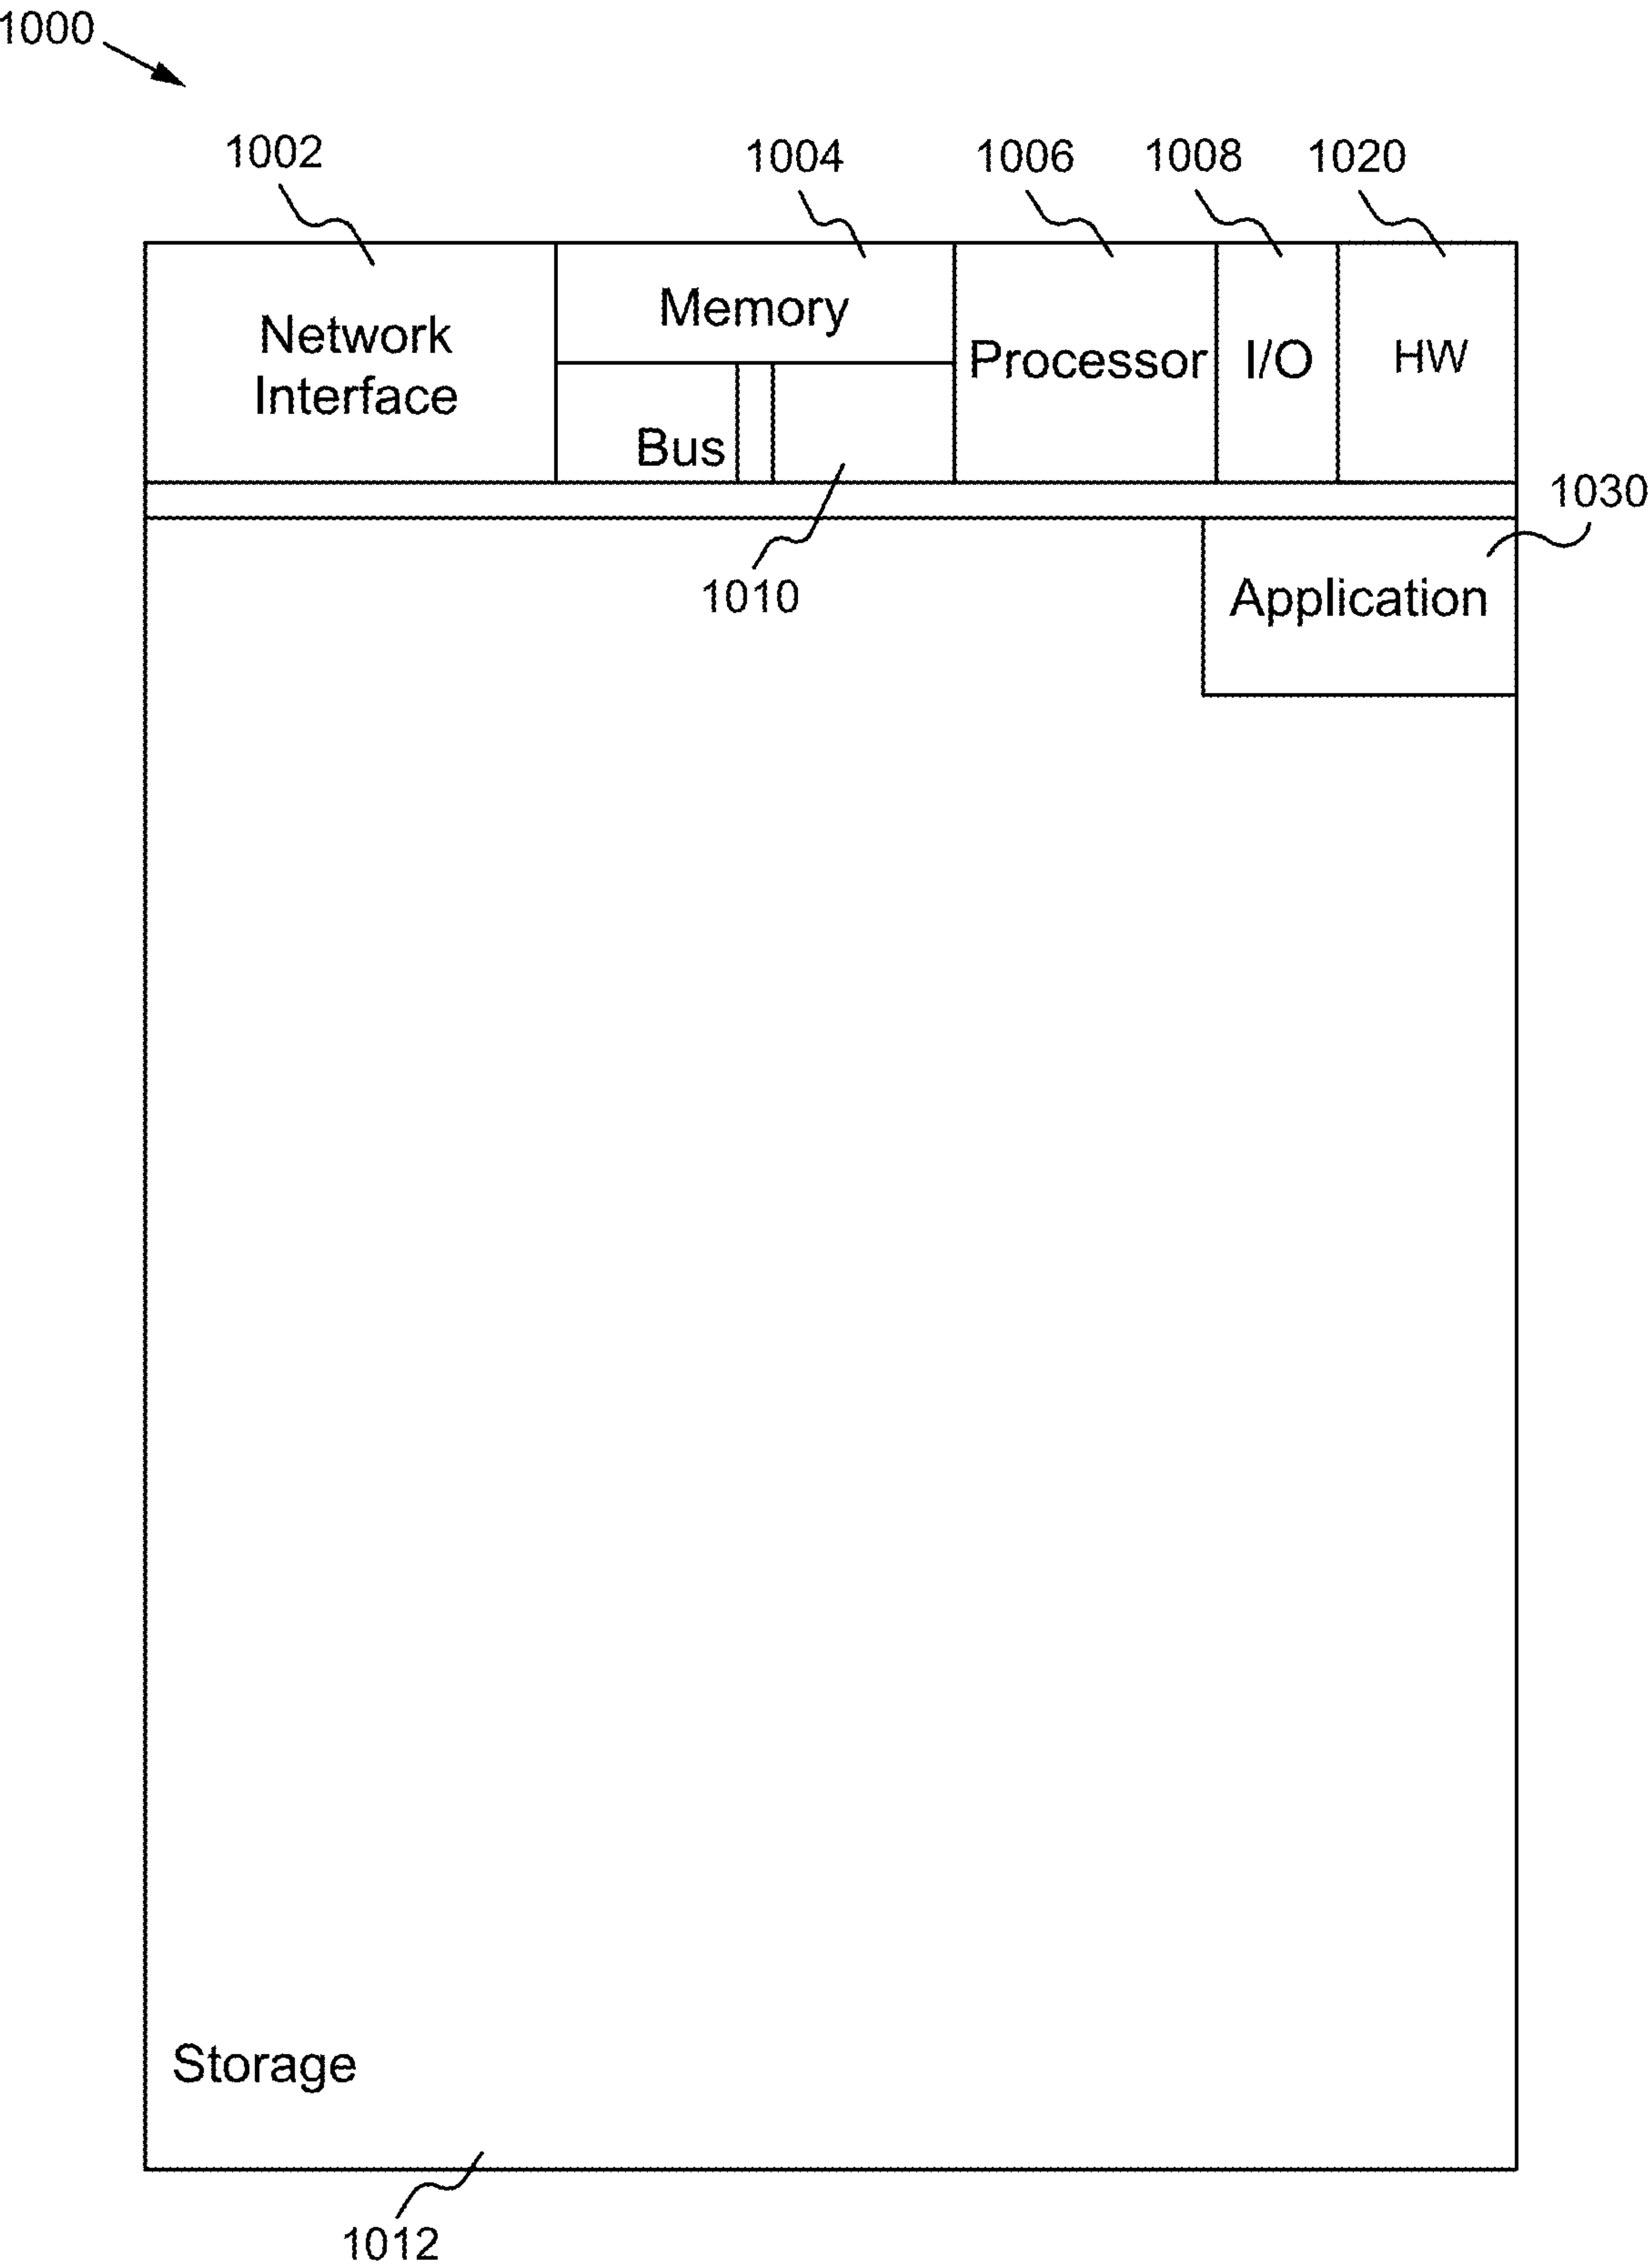 1000
1002
1004
1006
1008
1020
Network
Interface
Memory
Processor
I/O
HW
Bus
1030
1010
Application
Storage
1012